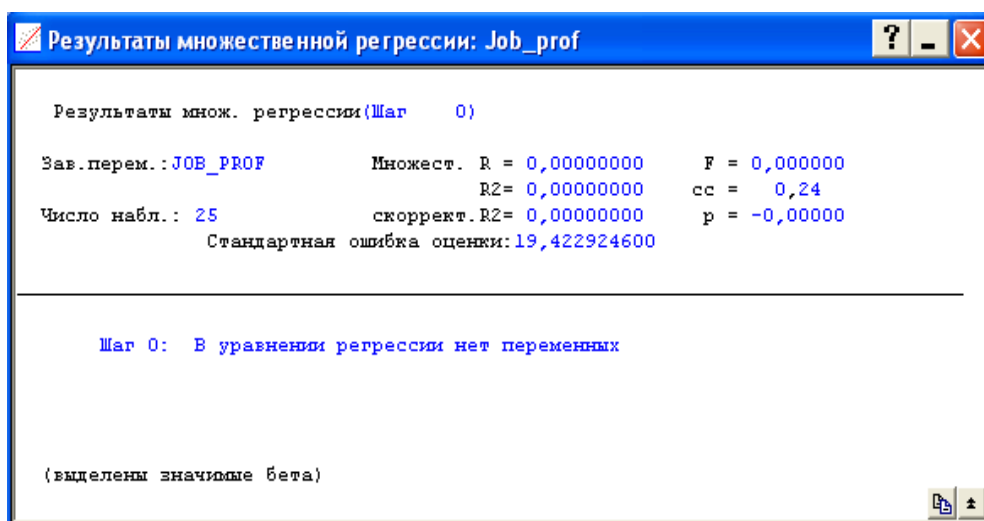 Результаты множественной регрессии: Job_prof
Результаты множ. регрессии(Шаг 0)
Зав.перем.:JOB_PROF Множест. R = 0,00000000 F = 0,000000
R2= 0,00000000 cc = 0,24
Число набл.: 25 скоррект.R2= 0,00000000 p = -0,00000
Стандартная ошибка оценки:19,422924600
Шаг 0: В уравнении регрессии нет переменных
(выделены значимые бета)